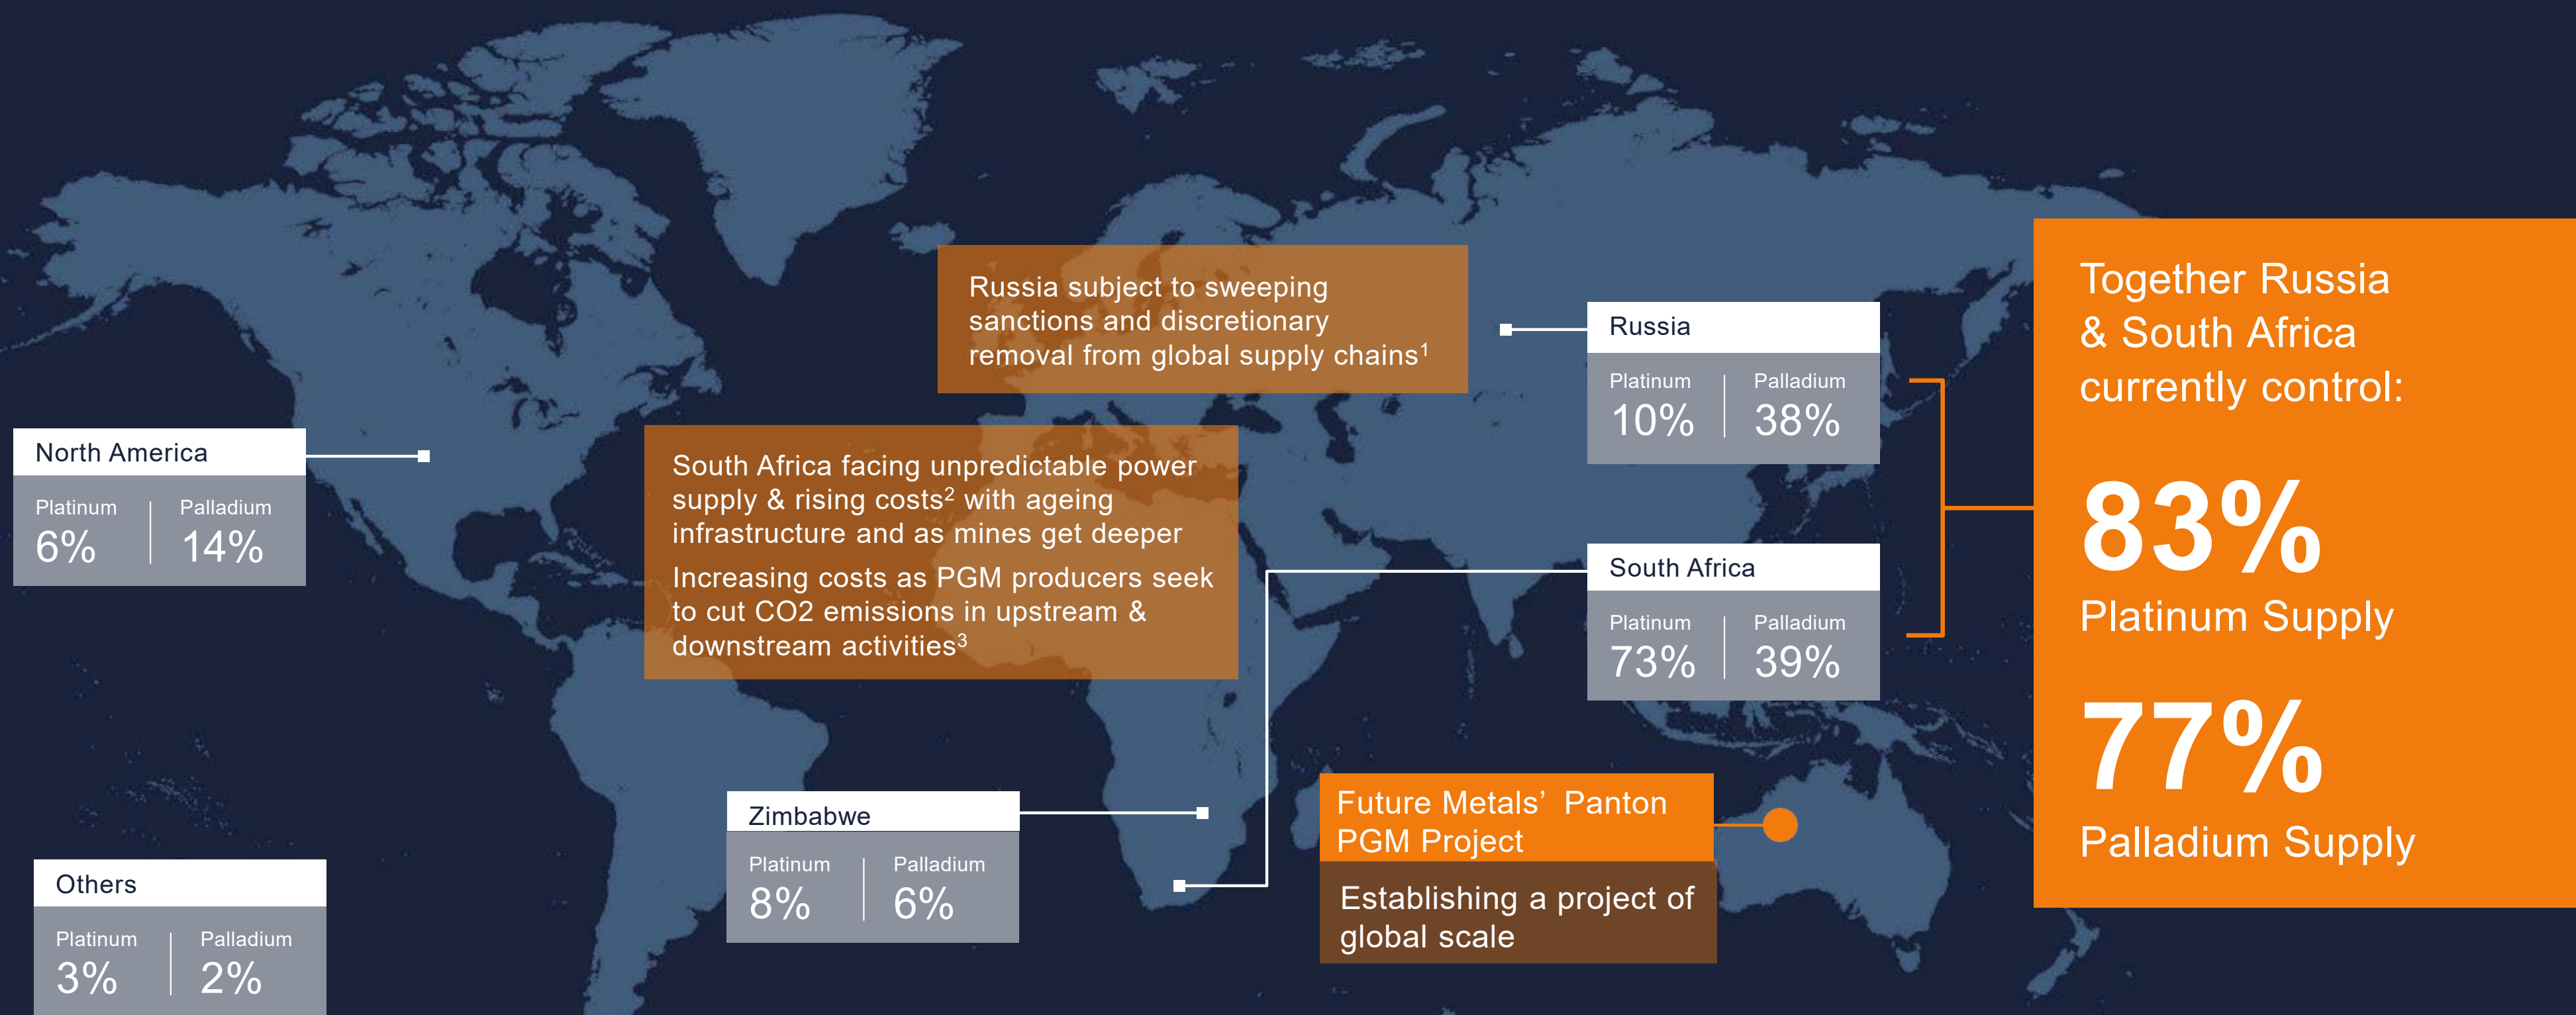 Russia subject to sweeping
sanctions and discretionary
removal from global supply chains¹
Russia
Platinum
Palladium
10%
38%
Together Russia
& South Africa
currently control:
83%
Platinum Supply
77%
Palladium Supply
North America
Platinum
Palladium
6%
14%
South Africa facing unpredictable power
supply & rising costs² with ageing
infrastructure and as mines get deeper
Increasing costs as PGM producers seek
to cut CO2 emissions in upstream &
downstream activities³
South Africa
Platinum
Palladium
73%
39%
Zimbabwe
Platinum
Palladium
8%
6%
Future Metals’ Panton
PGM Project
Establishing a project of
global scale
Others
Platinum
Palladium
3%
2%